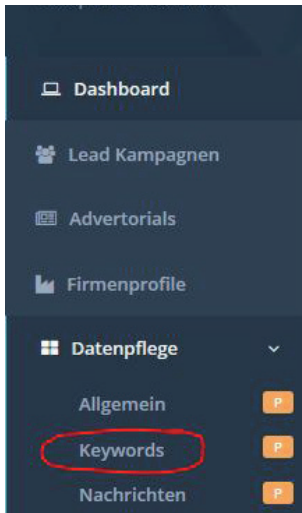 Dashboard
Lead Kampagnen
Advertorials
Firmenprofile
Datenpflege
Allgemein P
Keywords P
Nachrichten P